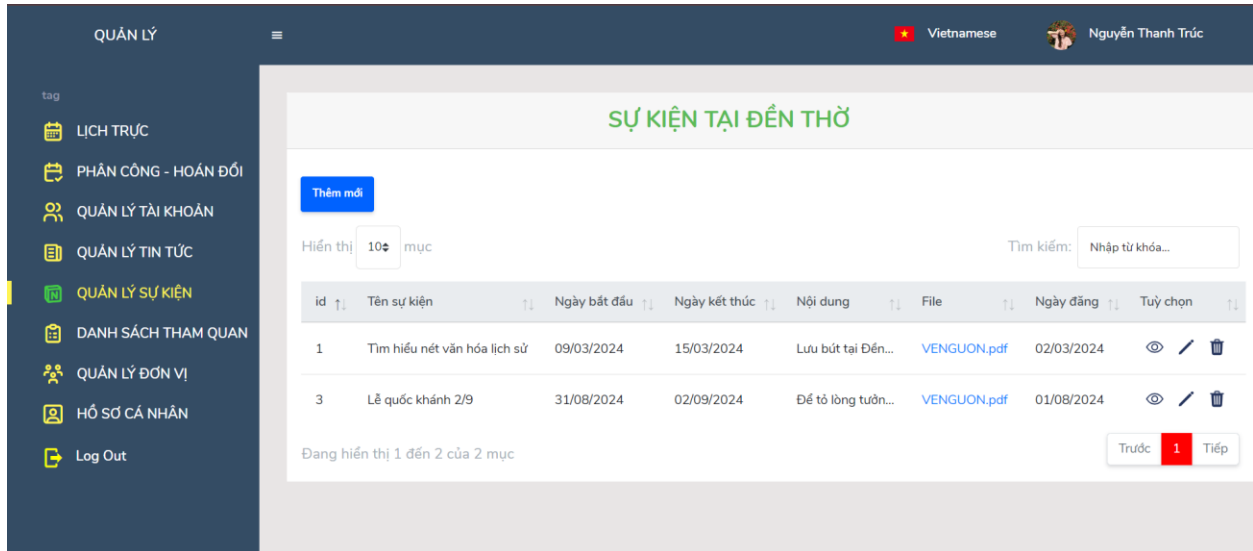 QUẢN LÝ
Vietnamese
Nguyễn Thanh Trúc
tag
LỊCH TRỰC
PHÂN CÔNG - HOÁN ĐỔI
QUẢN LÝ TÀI KHOẢN
QUẢN LÝ TIN TỨC
QUẢN LÝ SỰ KIỆN
DANH SÁCH THAM QUAN
QUẢN LÝ ĐƠN VỊ
HỒ SƠ CÁ NHÂN
Log Out
SỰ KIỆN TẠI ĐỀN THỜ
Thêm mới
Hiển thị 10 mục
Tìm kiếm: Nhập từ khóa...
id Tên sự kiện Ngày bắt đầu Ngày kết thúc Nội dung File Ngày đăng Tuỳ chọn
1 Tìm hiểu nét văn hóa lịch sử 09/03/2024 15/03/2024 Lưu bút tại Đền... VENGUON.pdf 02/03/2024
3 Lễ quốc khánh 2/9 31/08/2024 02/09/2024 Để tỏ lòng tưởn... VENGUON.pdf 01/08/2024
Đang hiển thị 1 đến 2 của 2 mục
Trước 1 Tiếp